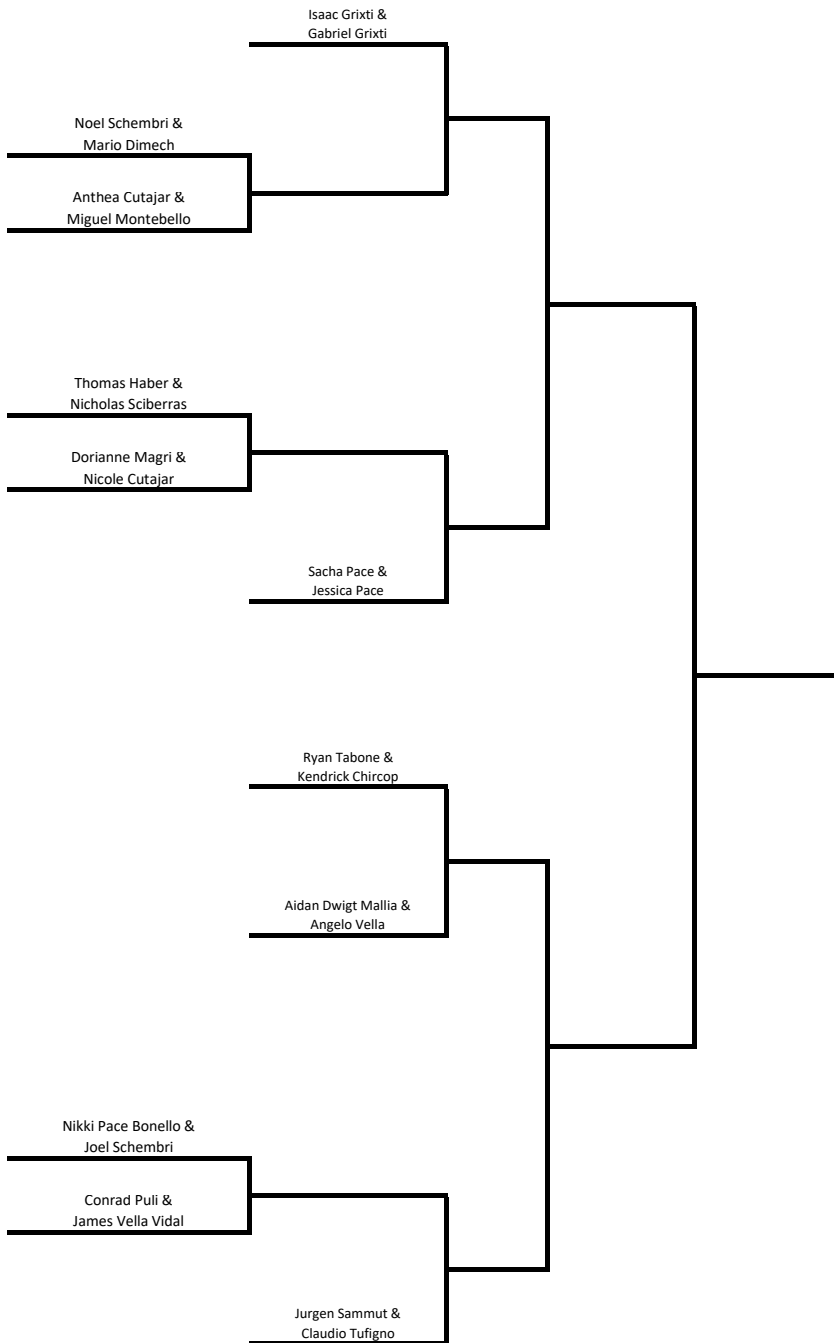 Isaac Grixti &
Gabriel Grixti
Noel Schembri &
Mario Dimech
Anthea Cutajar &
Miguel Montebello
Thomas Haber &
Nicholas Sciberras
Dorianne Magri &
Nicole Cutajar
Sacha Pace &
Jessica Pace
Ryan Tabone &
Kendrick Chircop
Aidan Dwigt Mallia &
Angelo Vella
Nikki Pace Bonello &
Joel Schembri
Conrad Puli &
James Vella Vidal
Jurgen Sammut &
Claudio Tufigno